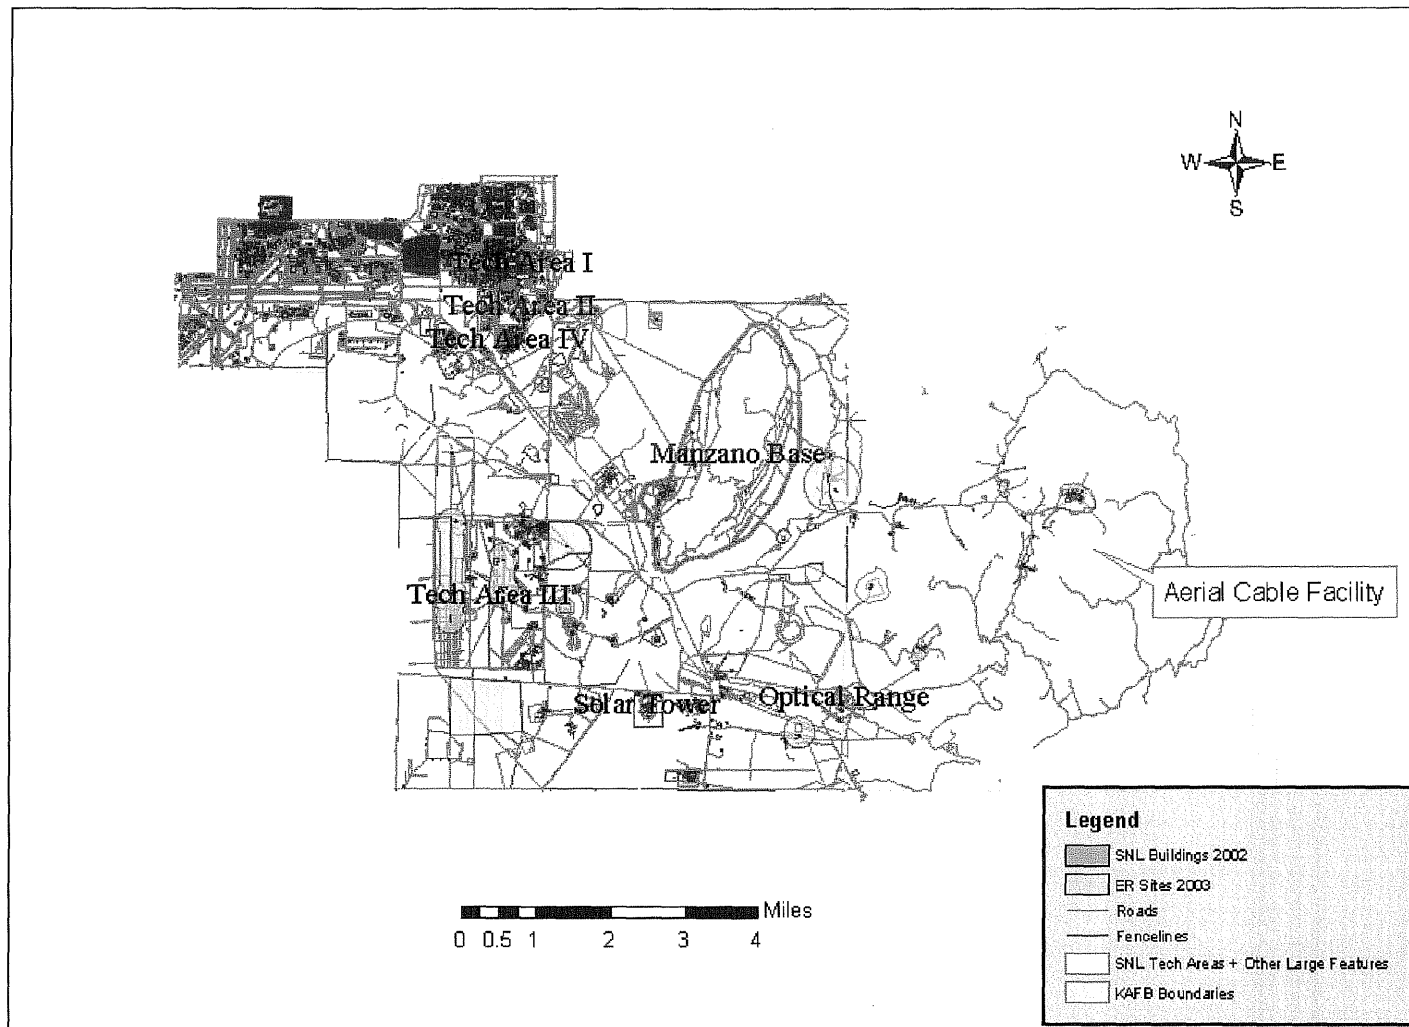 N
W E
S
Tech Area I
Tech Area II
Tech Area IV
Manzano Base
Tech Area III
Aerial Cable Facility
Solar Tower
Optical Range
Legend
SNL Buildings 2002
ER Sites 2003
Roads
Fencelines
SNL Tech Areas + Other Large Features
KAFB Boundaries
Miles
0 0.5 1 2 3 4